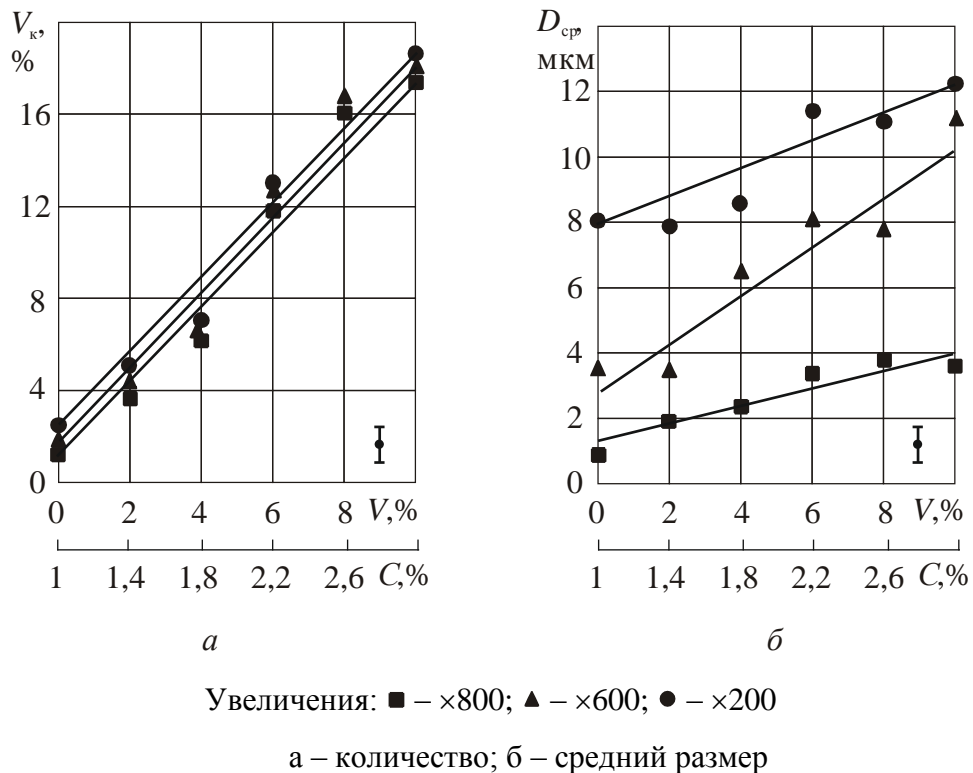 Vк,
%
16
12
8
4
0
0 2 4 6 8 V,%
1 1,4 1,8 2,2 2,6 C,%
а
Dср,
мкм
12
10
8
6
4
2
0
0 2 4 6 8 V,%
1 1,4 1,8 2,2 2,6 C,%
б
Увеличения: ■ – ×800; ▲ – ×600; ● – ×200
а – количество; б – средний размер